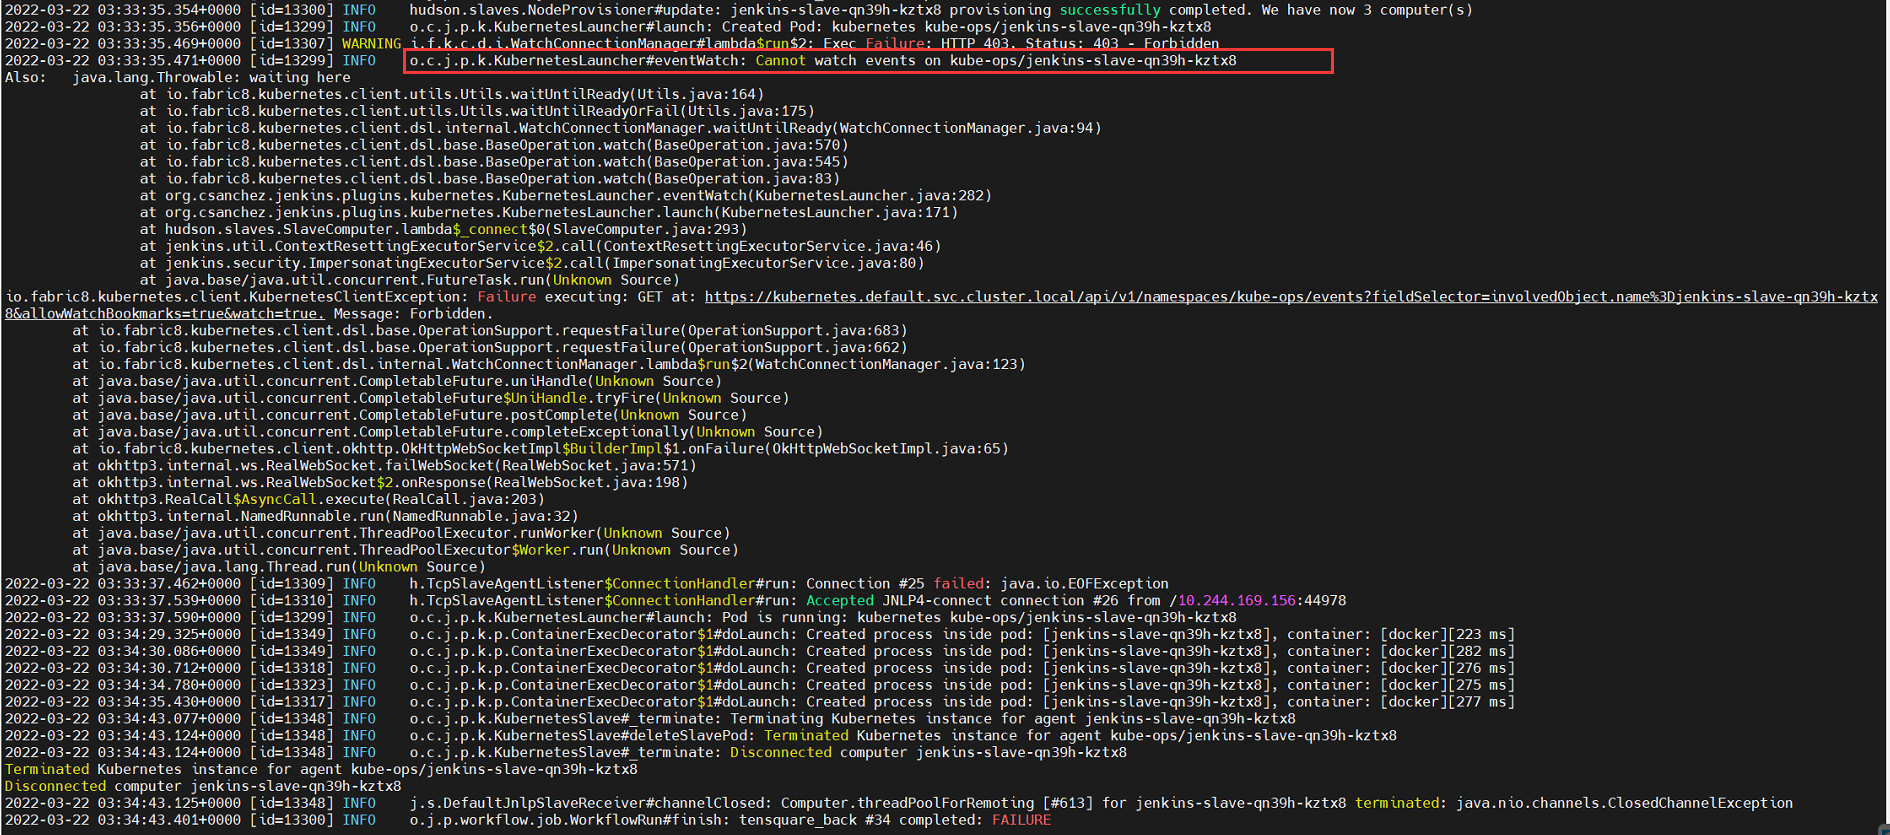 2022-03-22 03:33:35.354+0000 [id=13300] INFO    hudson.slaves.NodeProvisioner#update: jenkins-slave-qn39h-kztx8 provisioning successfully completed. We have now 3 computer(s)
2022-03-22 03:33:35.356+0000 [id=13299] INFO    o.c.j.p.k.KubernetesLauncher#launch: Created Pod: kubernetes kube-ops/jenkins-slave-qn39h-kztx8
2022-03-22 03:33:35.469+0000 [id=13307] WARNING i.f.k.c.d.i.WatchConnectionManager#lambda$run$2: Exec Failure: HTTP 403, Status: 403 - Forbidden
2022-03-22 03:33:35.471+0000 [id=13299] INFO    o.c.j.p.k.KubernetesLauncher#eventWatch: Cannot watch events on kube-ops/jenkins-slave-qn39h-kztx8
Also:   java.lang.Throwable: waiting here
                at io.fabric8.kubernetes.client.utils.Utils.waitUntilReady(Utils.java:164)
                at io.fabric8.kubernetes.client.utils.Utils.waitUntilReadyOrFail(Utils.java:175)
                at io.fabric8.kubernetes.client.dsl.internal.WatchConnectionManager.waitUntilReady(WatchConnectionManager.java:94)
                at io.fabric8.kubernetes.client.dsl.base.BaseOperation.watch(BaseOperation.java:570)
                at io.fabric8.kubernetes.client.dsl.base.BaseOperation.watch(BaseOperation.java:545)
                at io.fabric8.kubernetes.client.dsl.base.BaseOperation.watch(BaseOperation.java:83)
                at org.csanchez.jenkins.plugins.kubernetes.KubernetesLauncher.eventWatch(KubernetesLauncher.java:282)
                at org.csanchez.jenkins.plugins.kubernetes.KubernetesLauncher.launch(KubernetesLauncher.java:171)
                at hudson.slaves.SlaveComputer.lambda$_connect$0(SlaveComputer.java:293)
                at jenkins.util.ContextResettingExecutorService$2.call(ContextResettingExecutorService.java:46)
                at jenkins.security.ImpersonatingExecutorService$2.call(ImpersonatingExecutorService.java:80)
                at java.base/java.util.concurrent.FutureTask.run(Unknown Source)
io.fabric8.kubernetes.client.KubernetesClientException: Failure executing: GET at: https://kubernetes.default.svc.cluster.local/api/v1/namespaces/kube-ops/events?fieldSelector=involvedObject.name%3Djenkins-slave-qn39h-kztx
8&allowWatchBookmarks=true&watch=true. Message: Forbidden.
        at io.fabric8.kubernetes.client.dsl.base.OperationSupport.requestFailure(OperationSupport.java:683)
        at io.fabric8.kubernetes.client.dsl.base.OperationSupport.requestFailure(OperationSupport.java:662)
        at io.fabric8.kubernetes.client.dsl.internal.WatchConnectionManager.lambda$run$2(WatchConnectionManager.java:123)
        at java.base/java.util.concurrent.CompletableFuture.uniHandle(Unknown Source)
        at java.base/java.util.concurrent.CompletableFuture$UniHandle.tryFire(Unknown Source)
        at java.base/java.util.concurrent.CompletableFuture.postComplete(Unknown Source)
        at java.base/java.util.concurrent.CompletableFuture.completeExceptionally(Unknown Source)
        at io.fabric8.kubernetes.client.okhttp.OkHttpWebSocketImpl$BuilderImpl$1.onFailure(OkHttpWebSocketImpl.java:65)
        at okhttp3.internal.ws.RealWebSocket.failWebSocket(RealWebSocket.java:571)
        at okhttp3.internal.ws.RealWebSocket$2.onResponse(RealWebSocket.java:198)
        at okhttp3.RealCall$AsyncCall.execute(RealCall.java:203)
        at okhttp3.internal.NamedRunnable.run(NamedRunnable.java:32)
        at java.base/java.util.concurrent.ThreadPoolExecutor.runWorker(Unknown Source)
        at java.base/java.util.concurrent.ThreadPoolExecutor$Worker.run(Unknown Source)
        at java.base/java.lang.Thread.run(Unknown Source)
2022-03-22 03:33:37.462+0000 [id=13309] INFO    h.TcpSlaveAgentListener$ConnectionHandler#run: Connection #25 failed: java.io.EOFException
2022-03-22 03:33:37.539+0000 [id=13310] INFO    h.TcpSlaveAgentListener$ConnectionHandler#run: Accepted JNLP4-connect connection #26 from /10.244.169.156:44978
2022-03-22 03:33:37.590+0000 [id=13299] INFO    o.c.j.p.k.KubernetesLauncher#launch: Pod is running: kubernetes kube-ops/jenkins-slave-qn39h-kztx8
2022-03-22 03:34:29.325+0000 [id=13349] INFO    o.c.j.p.k.p.ContainerExecDecorator$1#doLaunch: Created process inside pod: [jenkins-slave-qn39h-kztx8], container: [docker][223 ms]
2022-03-22 03:34:30.086+0000 [id=13349] INFO    o.c.j.p.k.p.ContainerExecDecorator$1#doLaunch: Created process inside pod: [jenkins-slave-qn39h-kztx8], container: [docker][282 ms]
2022-03-22 03:34:30.712+0000 [id=13318] INFO    o.c.j.p.k.p.ContainerExecDecorator$1#doLaunch: Created process inside pod: [jenkins-slave-qn39h-kztx8], container: [docker][276 ms]
2022-03-22 03:34:34.780+0000 [id=13323] INFO    o.c.j.p.k.p.ContainerExecDecorator$1#doLaunch: Created process inside pod: [jenkins-slave-qn39h-kztx8], container: [docker][275 ms]
2022-03-22 03:34:35.430+0000 [id=13317] INFO    o.c.j.p.k.p.ContainerExecDecorator$1#doLaunch: Created process inside pod: [jenkins-slave-qn39h-kztx8], container: [docker][277 ms]
2022-03-22 03:34:43.077+0000 [id=13348] INFO    o.c.j.p.k.KubernetesSlave#_terminate: Terminating Kubernetes instance for agent jenkins-slave-qn39h-kztx8
2022-03-22 03:34:43.124+0000 [id=13348] INFO    o.c.j.p.k.KubernetesSlave#deleteSlavePod: Terminated Kubernetes instance for agent kube-ops/jenkins-slave-qn39h-kztx8
2022-03-22 03:34:43.124+0000 [id=13348] INFO    o.c.j.p.k.KubernetesSlave#_terminate: Disconnected computer jenkins-slave-qn39h-kztx8
Terminated Kubernetes instance for agent kube-ops/jenkins-slave-qn39h-kztx8
Disconnected computer jenkins-slave-qn39h-kztx8
2022-03-22 03:34:43.125+0000 [id=13348] INFO    j.s.DefaultJnlpSlaveReceiver#channelClosed: Computer.threadPoolForRemoting [#613] for jenkins-slave-qn39h-kztx8 terminated: java.nio.channels.ClosedChannelException
2022-03-22 03:34:43.401+0000 [id=13300] INFO    o.j.p.workflow.job.WorkflowRun#finish: tensquare_back #34 completed: FAILURE